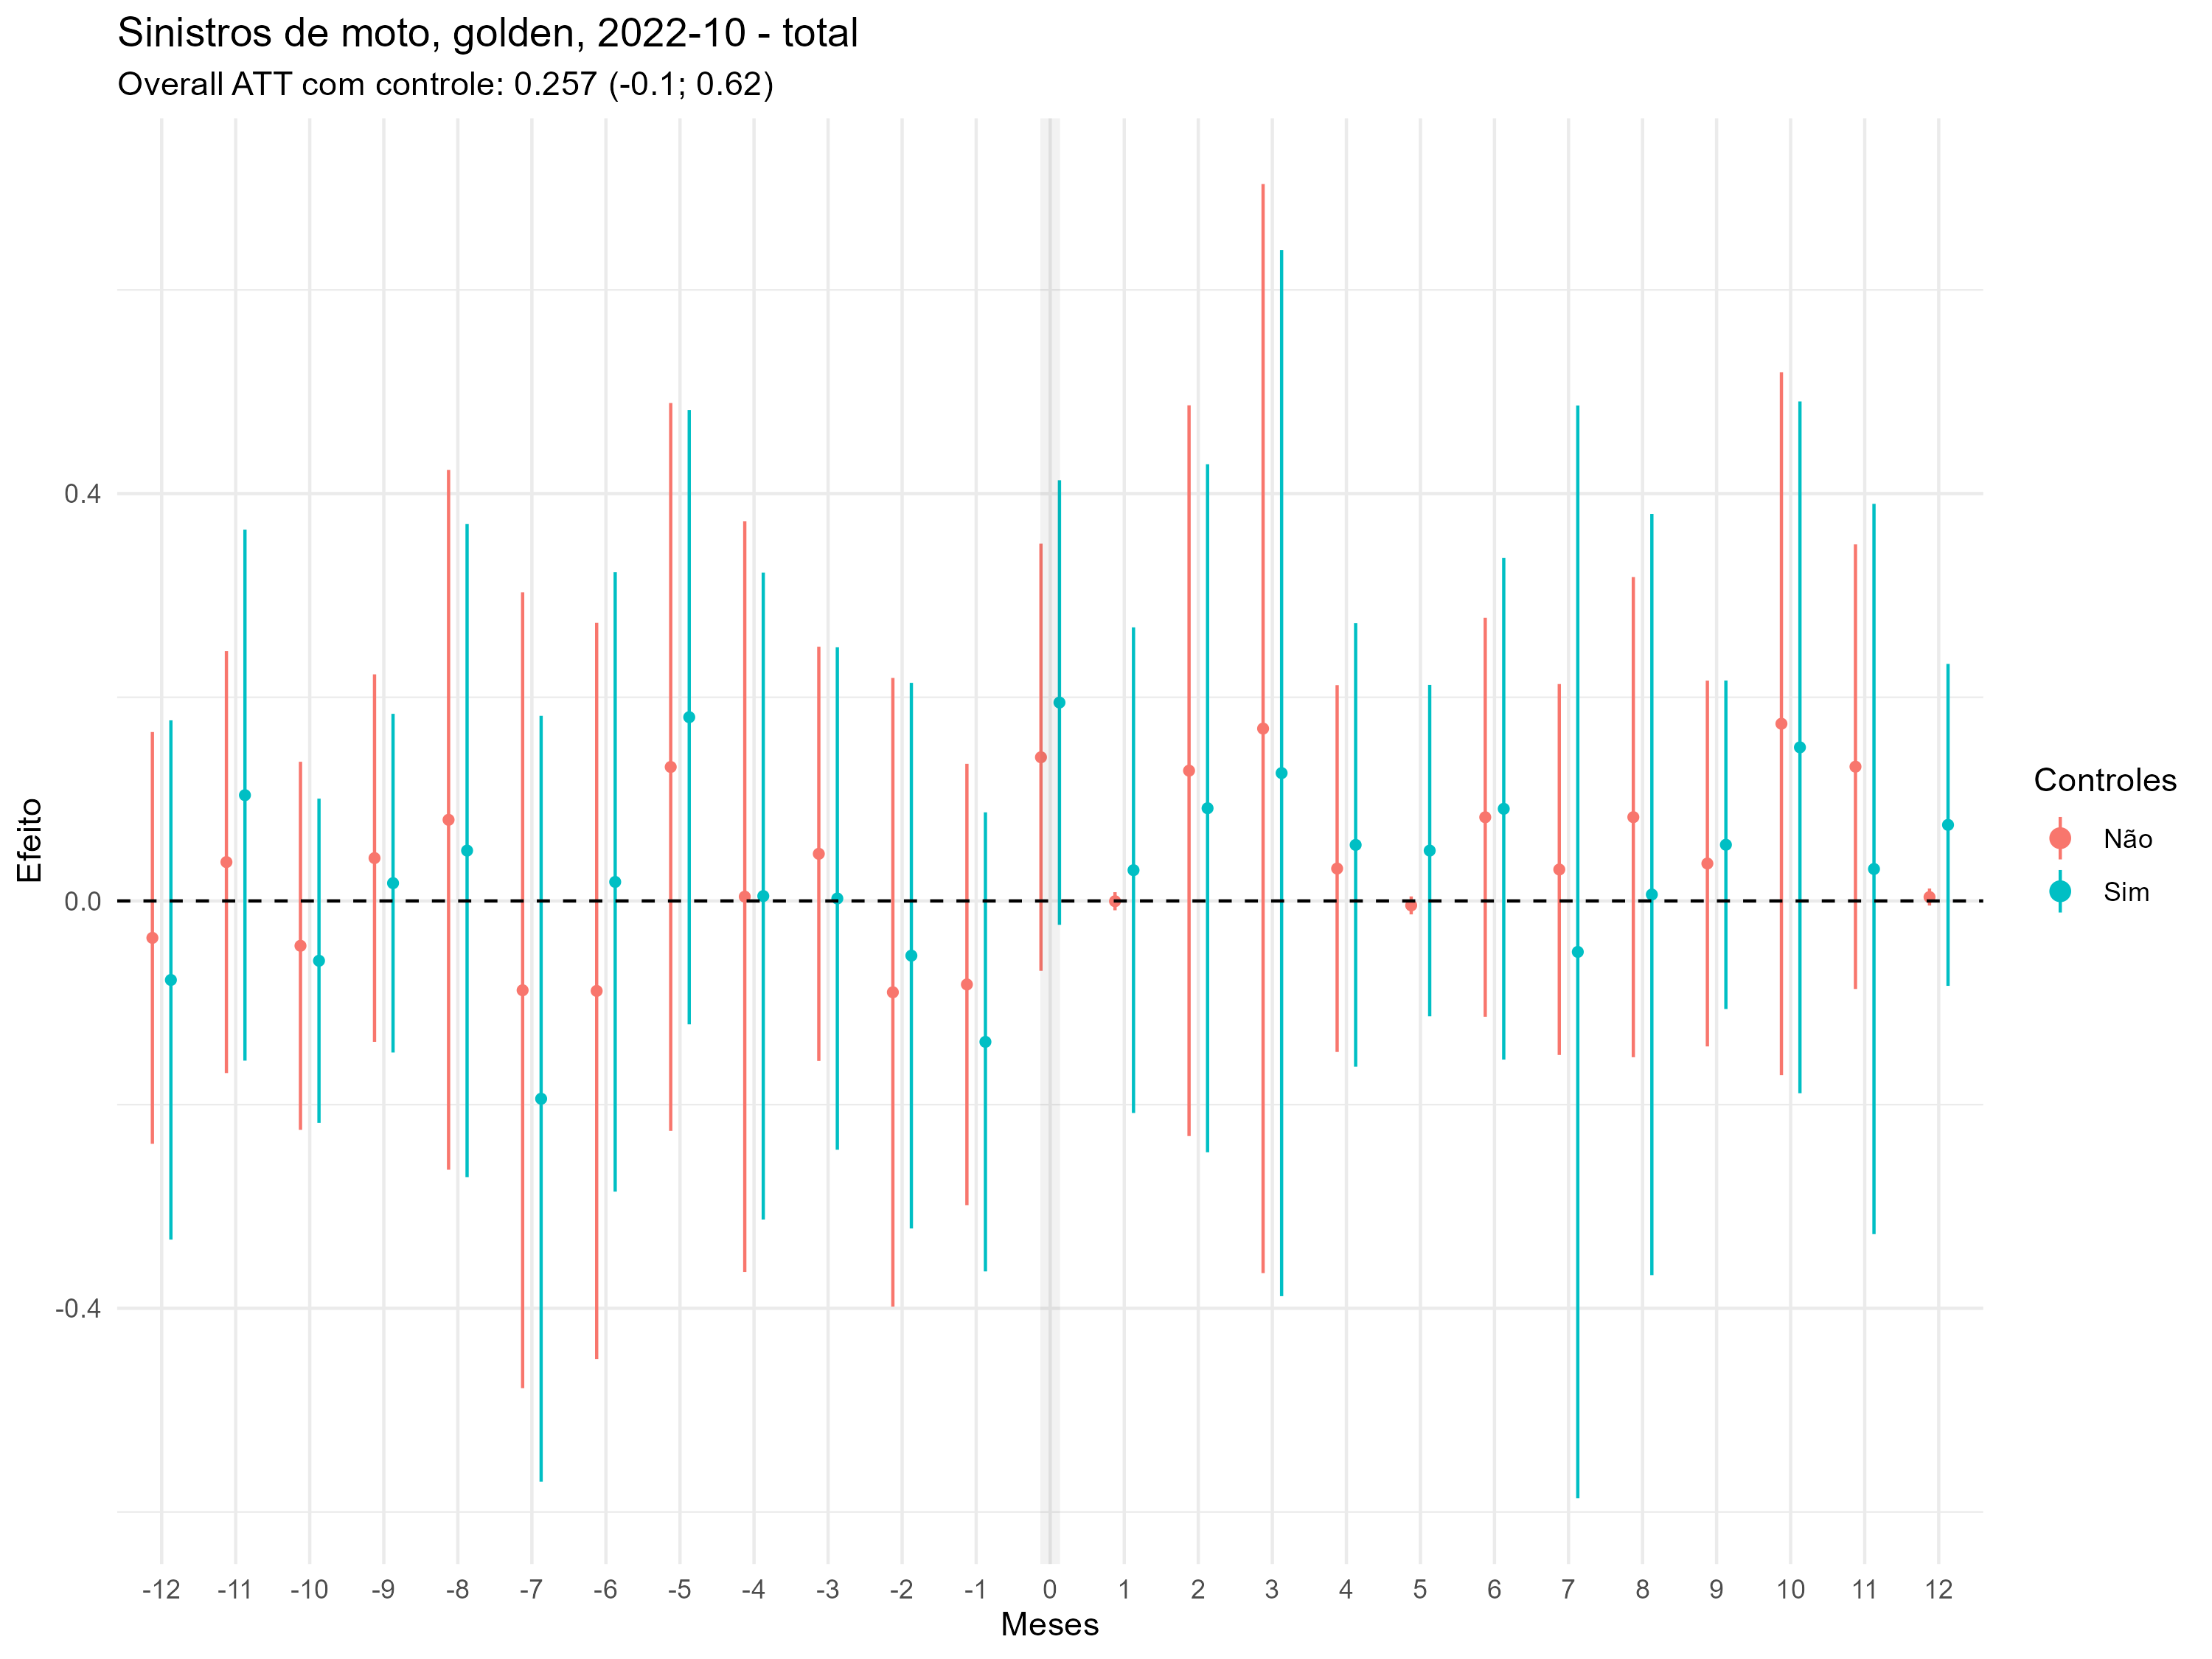 Sinistros de moto, golden, 2022-10 - total
Overall ATT com controle: 0.257 (-0.1; 0.62)
Efeito
0.4
0.0
-0.4
-12 -11 -10 -9 -8 -7 -6 -5 -4 -3 -2 -1 0 1 2 3 4 5 6 7 8 9 10 11 12
Meses
Controles
Não
Sim